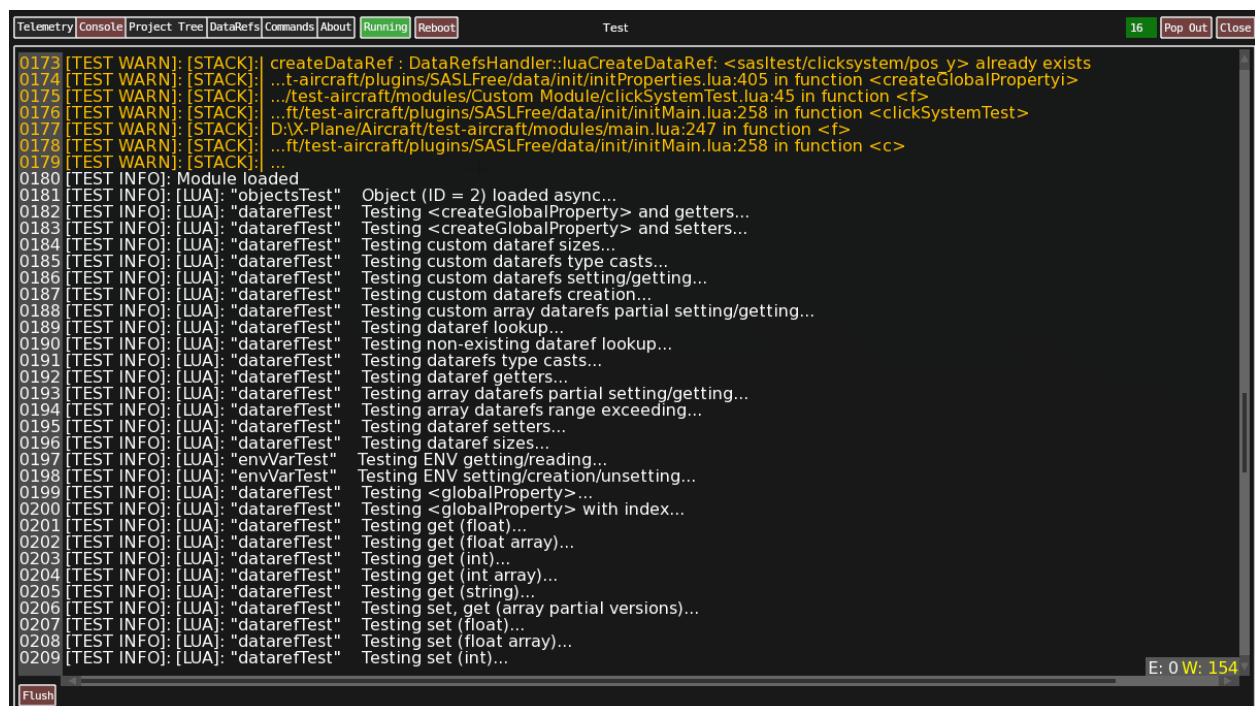 Telemetry Console Project Tree DataRefs Commands About Running Reboot Test 16 Pop Out Close
0173 [TEST WARN]: [STACK]:| createDataRef : DataRefsHandler::luaCreateDataRef: <sasltest/clicksystem/pos_y> already exists
0174 [TEST WARN]: [STACK]:| ...t-aircraft/plugins/SASLFree/data/init/initProperties.lua:405 in function <createGlobalPropertyi>
0175 [TEST WARN]: [STACK]:| .../test-aircraft/modules/Custom Module/clickSystemTest.lua:45 in function <f>
0176 [TEST WARN]: [STACK]:| ...ft/test-aircraft/plugins/SASLFree/data/init/initMain.lua:258 in function <clickSystemTest>
0177 [TEST WARN]: [STACK]:| D:\X-Plane/Aircraft/test-aircraft/modules/main.lua:247 in function <f>
0178 [TEST WARN]: [STACK]:| ...ft/test-aircraft/plugins/SASLFree/data/init/initMain.lua:258 in function <c>
0179 [TEST WARN]: [STACK]:| ...
0180 [TEST INFO]: Module loaded
0181 [TEST INFO]: [LUA]: "objectsTest" Object (ID = 2) loaded async...
0182 [TEST INFO]: [LUA]: "datarefTest" Testing <createGlobalProperty> and getters...
0183 [TEST INFO]: [LUA]: "datarefTest" Testing <createGlobalProperty> and setters...
0184 [TEST INFO]: [LUA]: "datarefTest" Testing custom dataref sizes...
0185 [TEST INFO]: [LUA]: "datarefTest" Testing custom datarefs type casts...
0186 [TEST INFO]: [LUA]: "datarefTest" Testing custom datarefs setting/getting...
0187 [TEST INFO]: [LUA]: "datarefTest" Testing custom datarefs creation...
0188 [TEST INFO]: [LUA]: "datarefTest" Testing custom array datarefs partial setting/getting...
0189 [TEST INFO]: [LUA]: "datarefTest" Testing dataref lookup...
0190 [TEST INFO]: [LUA]: "datarefTest" Testing non-existing dataref lookup...
0191 [TEST INFO]: [LUA]: "datarefTest" Testing datarefs type casts...
0192 [TEST INFO]: [LUA]: "datarefTest" Testing dataref getters...
0193 [TEST INFO]: [LUA]: "datarefTest" Testing array datarefs partial setting/getting...
0194 [TEST INFO]: [LUA]: "datarefTest" Testing array datarefs range exceeding...
0195 [TEST INFO]: [LUA]: "datarefTest" Testing dataref setters...
0196 [TEST INFO]: [LUA]: "datarefTest" Testing dataref sizes...
0197 [TEST INFO]: [LUA]: "envVarTest" Testing ENV getting/reading...
0198 [TEST INFO]: [LUA]: "envVarTest" Testing ENV setting/creation/unsetting...
0199 [TEST INFO]: [LUA]: "datarefTest" Testing <globalProperty>...
0200 [TEST INFO]: [LUA]: "datarefTest" Testing <globalProperty> with index...
0201 [TEST INFO]: [LUA]: "datarefTest" Testing get (float)...
0202 [TEST INFO]: [LUA]: "datarefTest" Testing get (float array)...
0203 [TEST INFO]: [LUA]: "datarefTest" Testing get (int)...
0204 [TEST INFO]: [LUA]: "datarefTest" Testing get (int array)...
0205 [TEST INFO]: [LUA]: "datarefTest" Testing get (string)...
0206 [TEST INFO]: [LUA]: "datarefTest" Testing set, get (array partial versions)...
0207 [TEST INFO]: [LUA]: "datarefTest" Testing set (float)...
0208 [TEST INFO]: [LUA]: "datarefTest" Testing set (float array)...
0209 [TEST INFO]: [LUA]: "datarefTest" Testing set (int)...
E: 0 W: 154
Flush